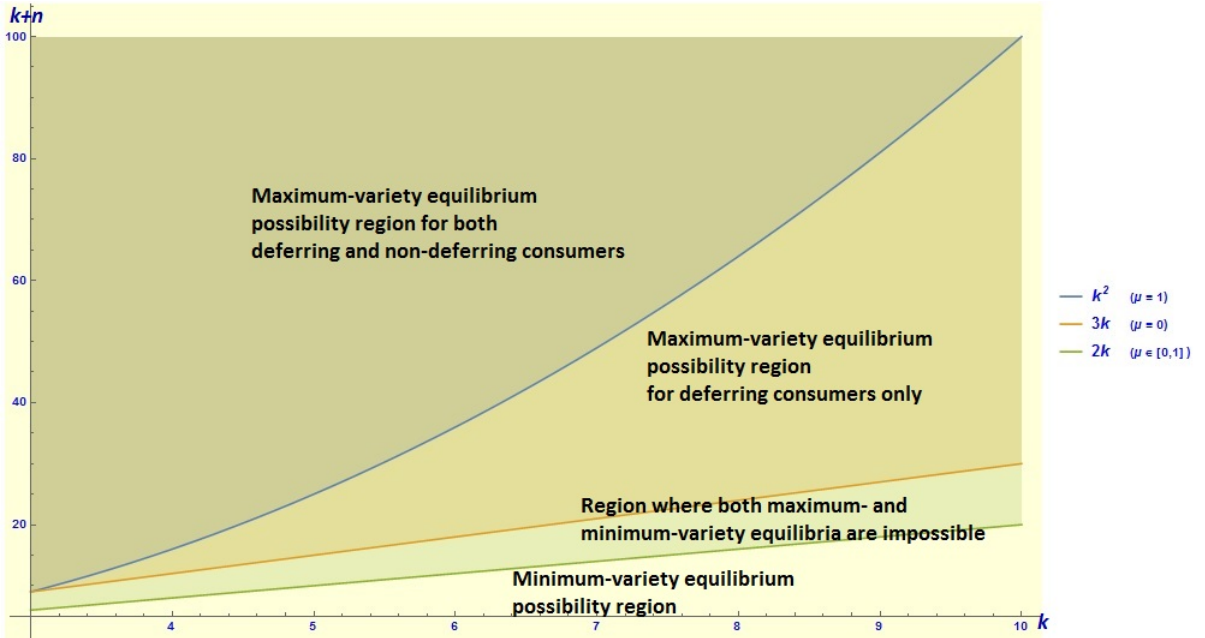 k+n
100
80
60
40
20
Maximum-variety equilibrium
possibility region for both
deferring and non-deferring consumers
Maximum-variety equilibrium
possibility region
for deferring consumers only
Region where both maximum- and
minimum-variety equilibria are impossible
Minimum-variety equilibrium
possibility region
4 5 6 7 8 9 10 k
k² (μ = 1)
3k (μ = 0)
2k (μ ∈ [0,1] )